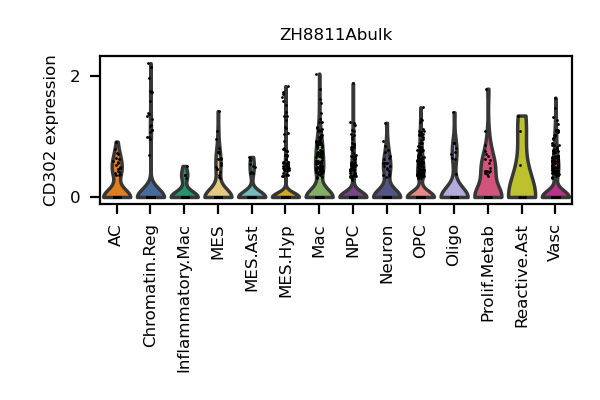 ZH8811Abulk
CD302 expression
2
0
AC
Chromatin.Reg
Inflammatory.Mac
MES
MES.Ast
MES.Hyp
Mac
NPC
Neuron
OPC
Oligo
Prolif.Metab
Reactive.Ast
Vasc